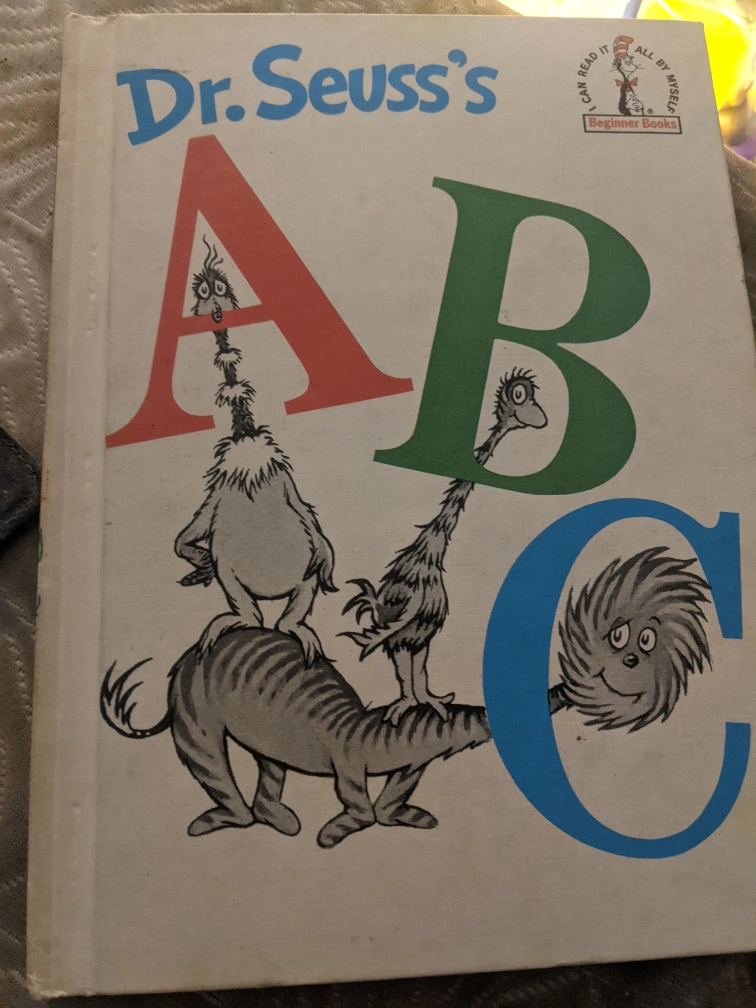 Dr. Seuss's
I CAN READ IT ALL BY MYSELF
®
Beginner Books
A
B
C